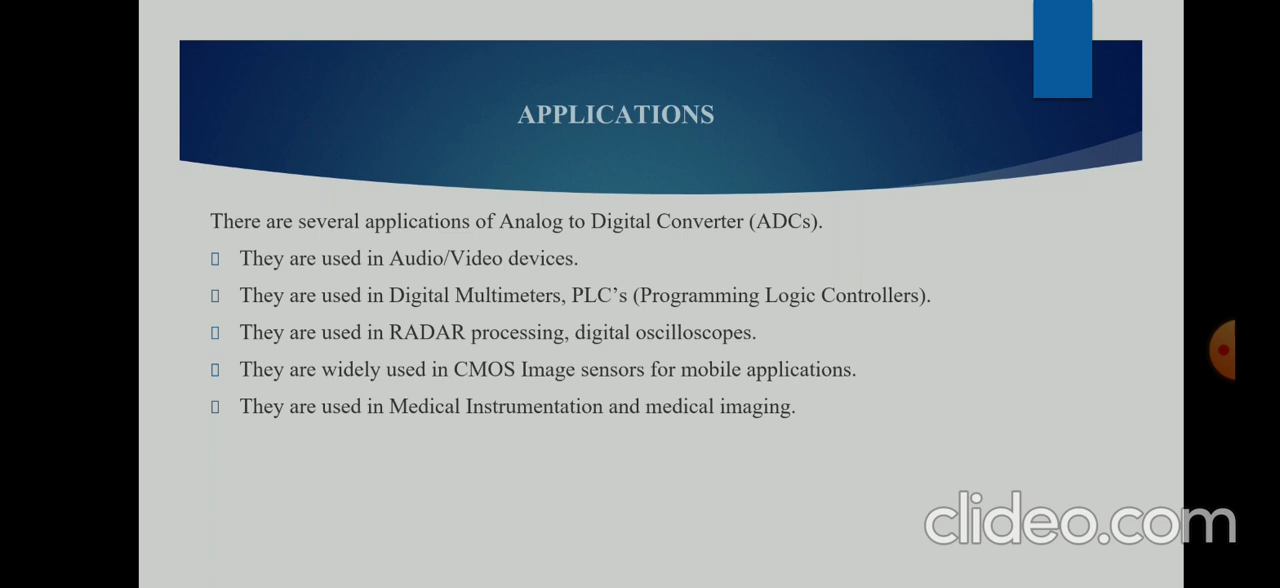 APPLICATIONS
There are several applications of Analog to Digital Converter (ADCs).
They are used in Audio/Video devices.
They are used in Digital Multimeters, PLC’s (Programming Logic Controllers).
They are used in RADAR processing, digital oscilloscopes.
They are widely used in CMOS Image sensors for mobile applications.
They are used in Medical Instrumentation and medical imaging.
clideo.com